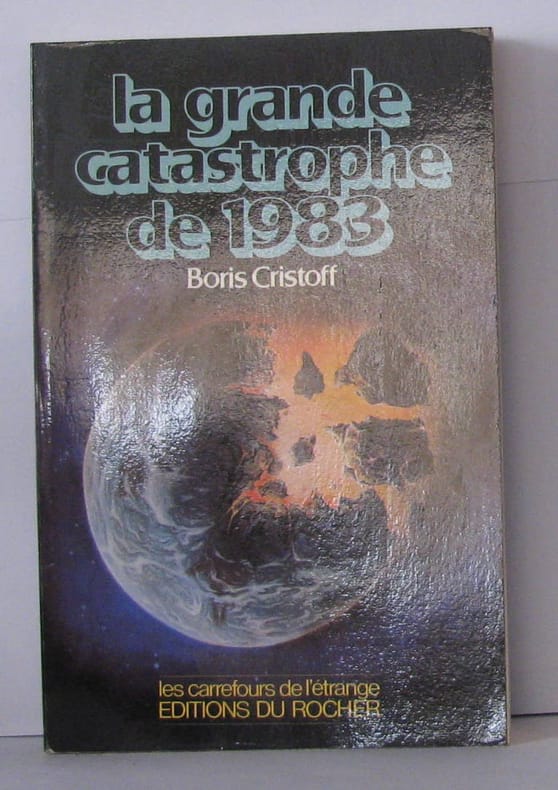 la grande
catastrophe
de 1983
Boris Cristoff
les carrefours de l'étrange
EDITIONS DU ROCHER